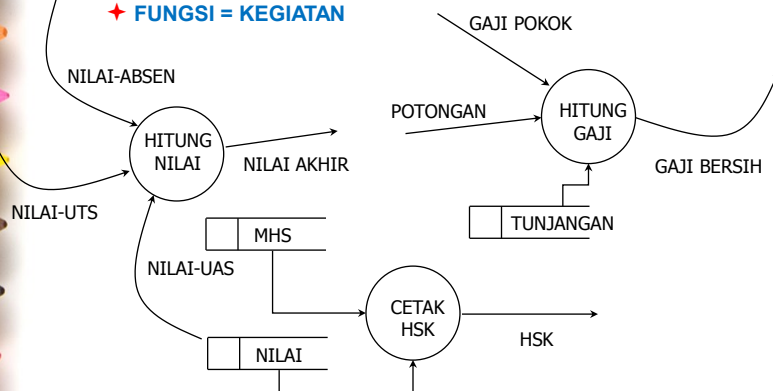 FUNGSI = KEGIATAN
GAJI POKOK
NILAI-ABSEN
POTONGAN
HITUNG
GAJI
HITUNG
NILAI
NILAI AKHIR
GAJI BERSIH
NILAI-UTS
TUNJANGAN
MHS
NILAI-UAS
CETAK
HSK
HSK
NILAI